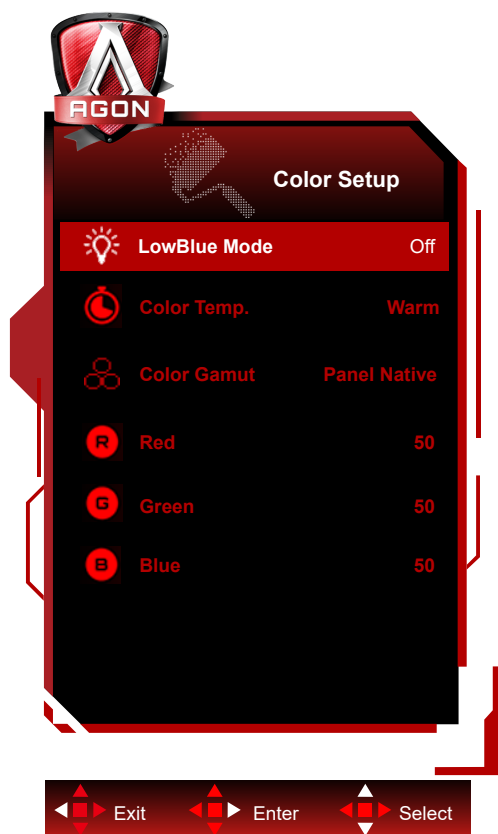 AGON
Color Setup
LowBlue Mode Off
Color Temp. Warm
Color Gamut Panel Native
R Red 50
G Green 50
B Blue 50
Exit Enter Select